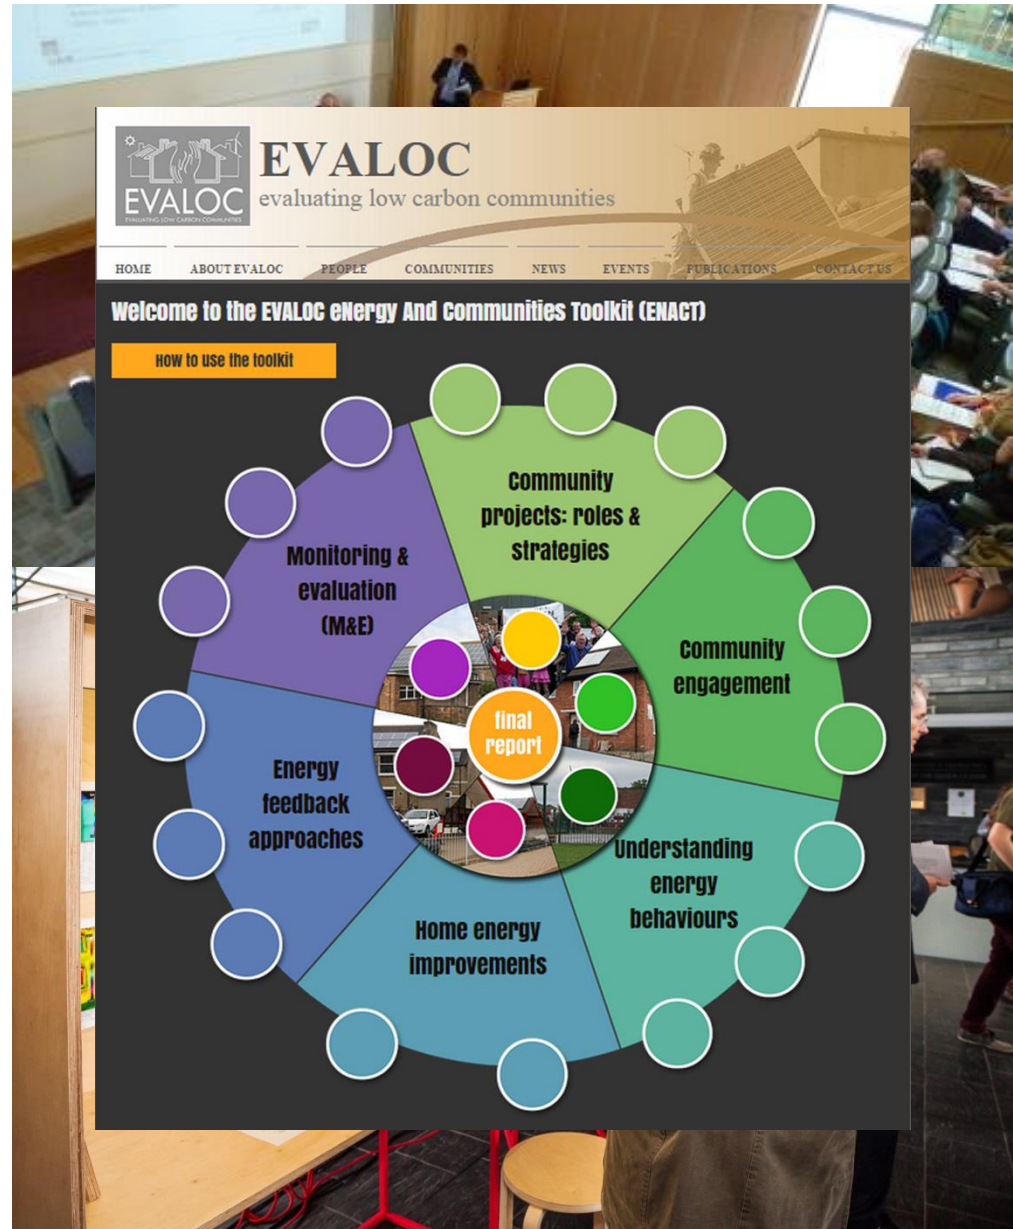 EVALOC
EVALUATING LOW CARBON COMMUNITIES
EVALOC
evaluating low carbon communities
HOME ABOUT EVALOC PEOPLE COMMUNITIES NEWS EVENTS PUBLICATIONS CONTACT US
Welcome to the EVALOC eNergy And Communities Toolkit (ENACT)
How to use the toolkit
Community
projects: roles &
strategies
Monitoring &
evaluation
(M&E)
Community
engagement
final
report
Energy
feedback
approaches
Understanding
energy
behaviours
Home energy
improvements